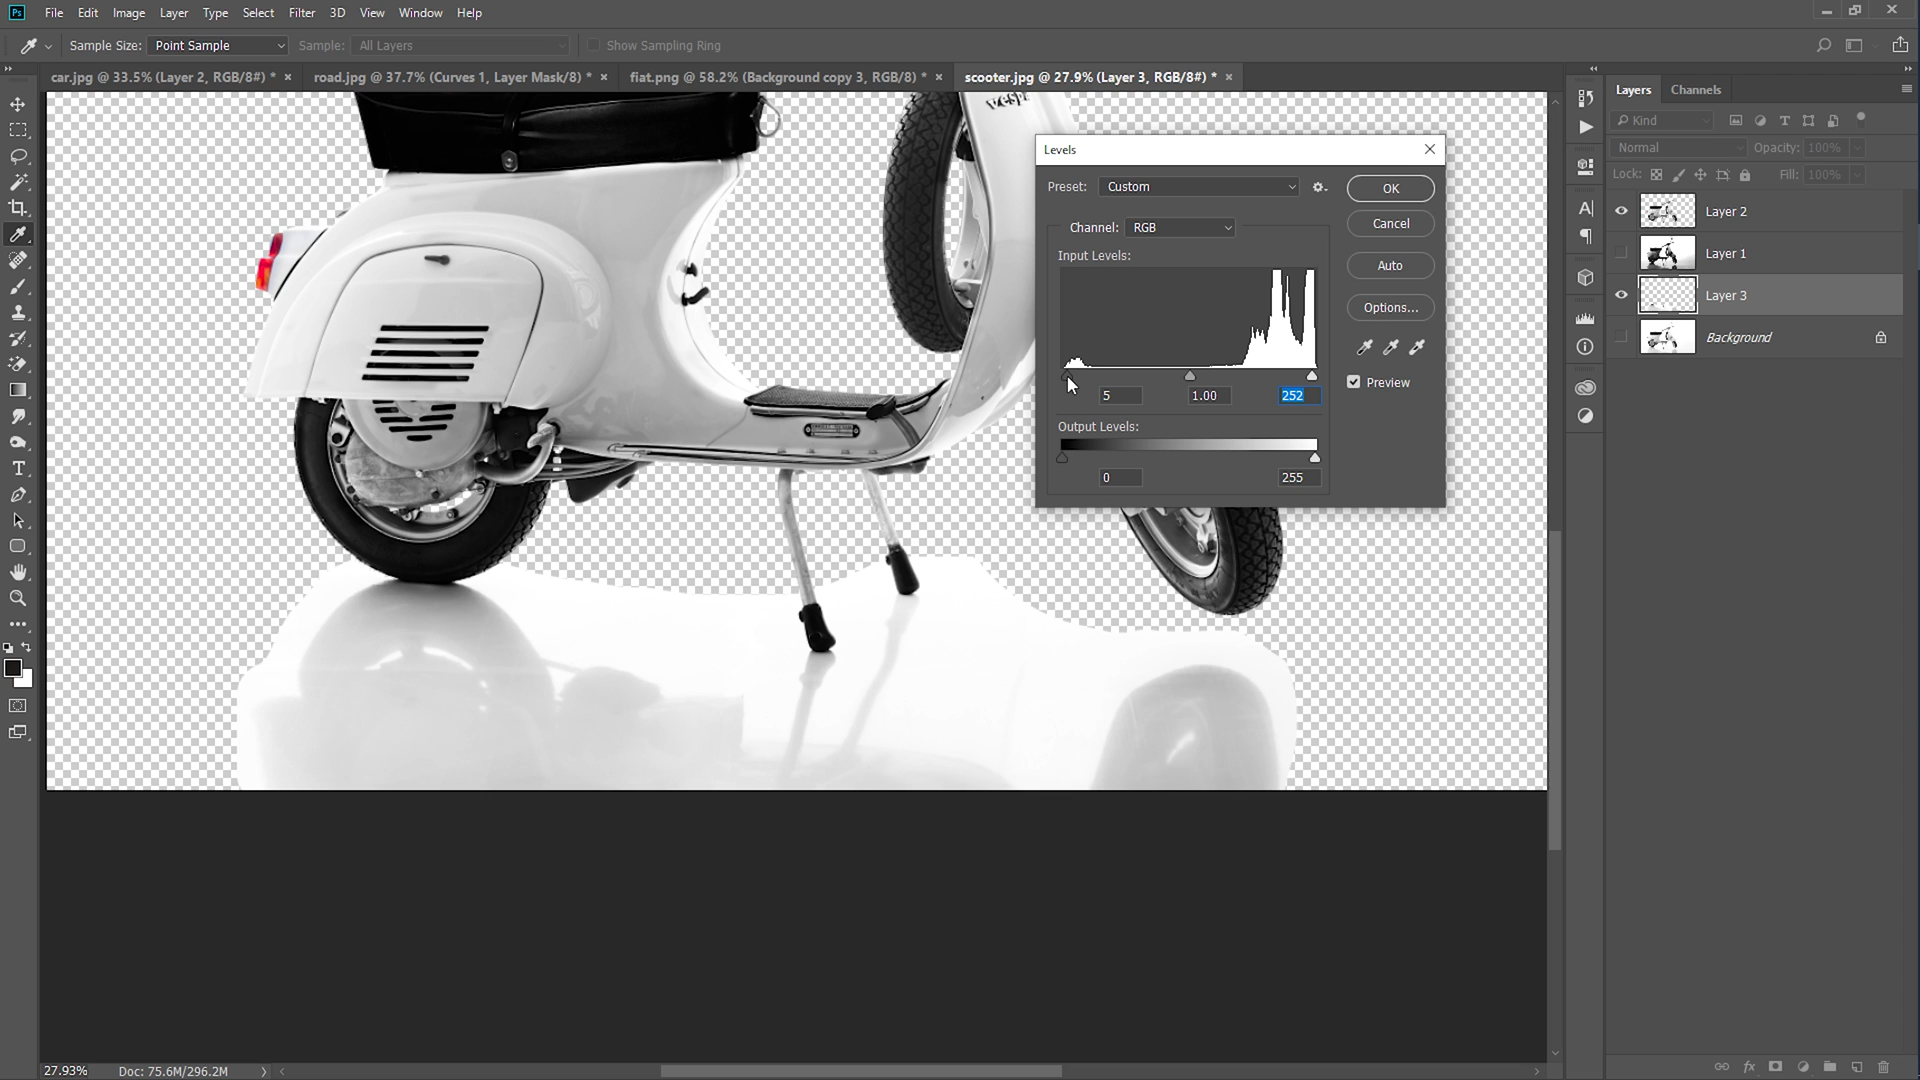 Ps File Edit Image Layer Type Select Filter 3D View Window Help
Sample Size: Point Sample Sample: All Layers Show Sampling Ring
car.jpg @ 33.5% (Layer 2, RGB/8#) * × road.jpg @ 37.7% (Curves 1, Layer Mask/8) * × fiat.png @ 58.2% (Background copy 3, RGB/8) * × scooter.jpg @ 27.9% (Layer 3, RGB/8#) * ×
Layers Channels
Kind
Normal Opacity: 100%
Lock: Fill: 100%
Layer 2
Layer 1
Layer 3
Background
Vespa
Levels
Preset: Custom
OK
Channel: RGB
Cancel
Input Levels:
Auto
Options...
Preview
5 1.00 252
Output Levels:
0 255
27.93% Doc: 75.6M/296.2M